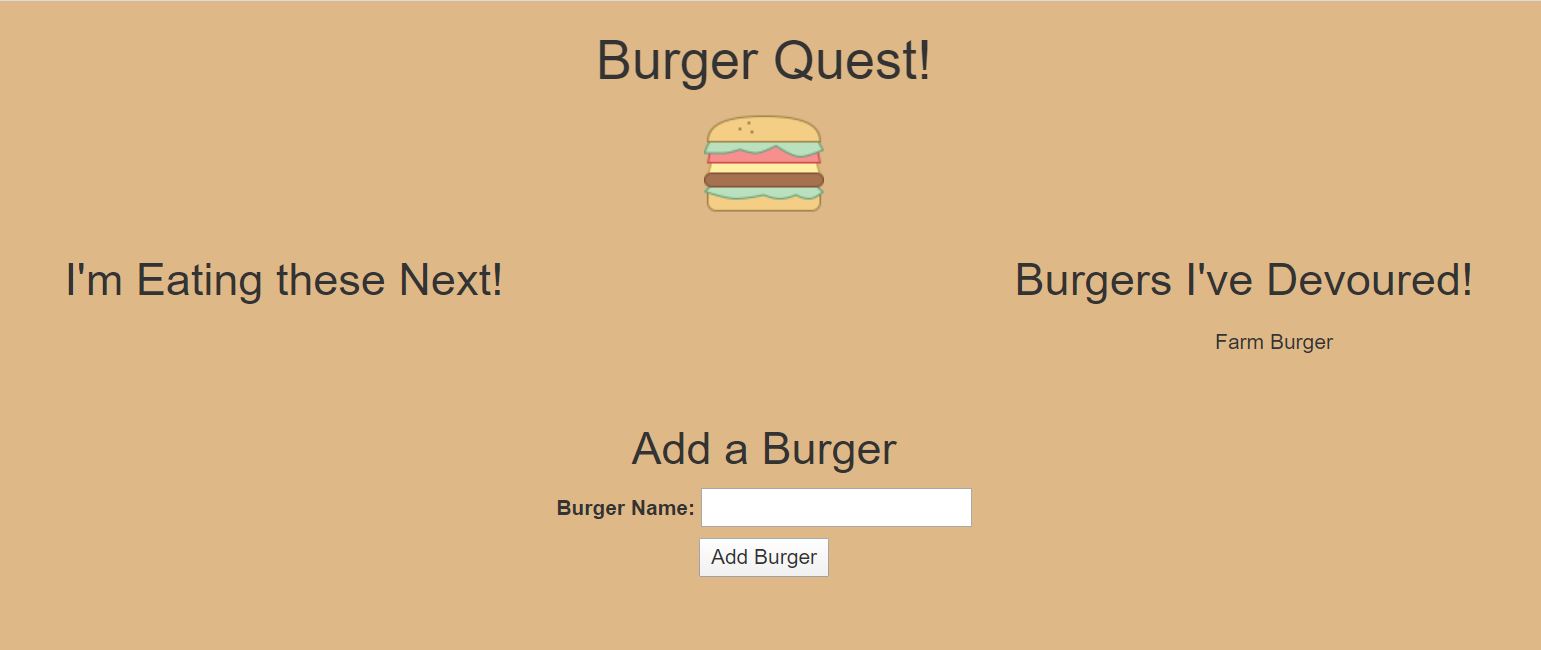 Burger Quest!
I'm Eating these Next!
Burgers I've Devoured!
Farm Burger
Add a Burger
Burger Name:
Add Burger